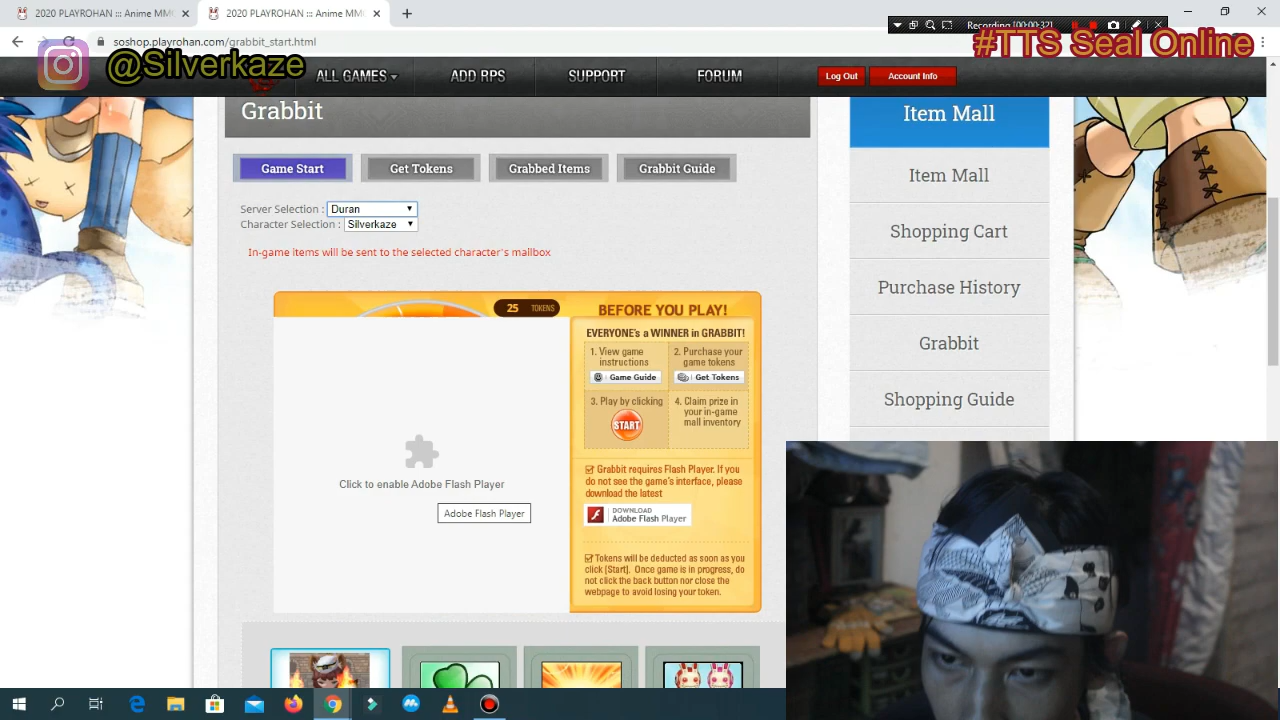 2020 PLAYROHAN | Anime MMO
2020 PLAYROHAN | Anime MMO
Recording [00:00:32]
soshop.playrohan.com/grabbit_start.html
#TTS Seal Online
@Silverkaze
ALL GAMES
ADD RPS
SUPPORT
FORUM
Log Out
Account Info
Grabbit
Game Start
Get Tokens
Grabbed Items
Grabbit Guide
Server Selection : Duran
Character Selection : Silverkaze
In-game items will be sent to the selected character's mailbox
25 TOKENS
BEFORE YOU PLAY!
EVERYONE's a WINNER in GRABBIT!
1. View game
instructions
Game Guide
2. Purchase your
game tokens
Get Tokens
3. Play by clicking
START
4. Claim prize in
your in-game
mall inventory
Grabbit requires Flash Player. If you
do not see the game's interface, please
download the latest
DOWNLOAD
Adobe Flash Player
Tokens will be deducted as soon as you
click [Start]. Once game is in progress, do
not click the back button nor close the
webpage to avoid losing your token.
Click to enable Adobe Flash Player
Adobe Flash Player
Item Mall
Item Mall
Shopping Cart
Purchase History
Grabbit
Shopping Guide